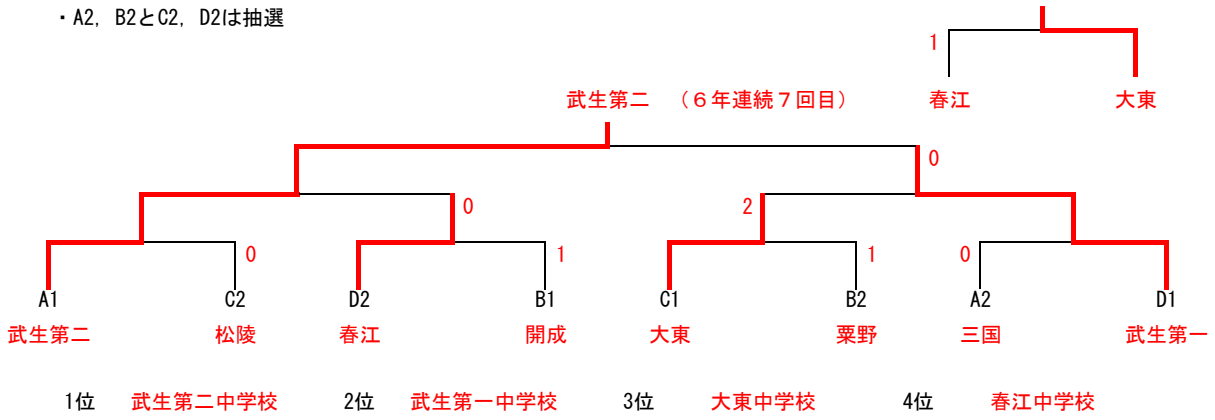 ・A2, B2とC2, D2は抽選
1
春江 大東
武生第二 （６年連続７回目）
0
0 2
0 1 1 0
A1 C2 D2 B1 C1 B2 A2 D1
武生第二 松陵 春江 開成 大東 粟野 三国 武生第一
1位 武生第二中学校 2位 武生第一中学校 3位 大東中学校 4位 春江中学校